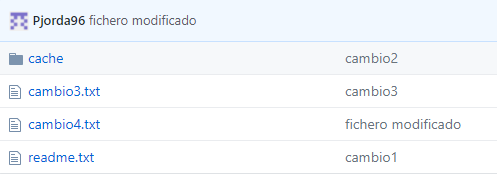 Pjorda96 fichero modificado
cache cambio2
cambio3.txt cambio3
cambio4.txt fichero modificado
readme.txt cambio1